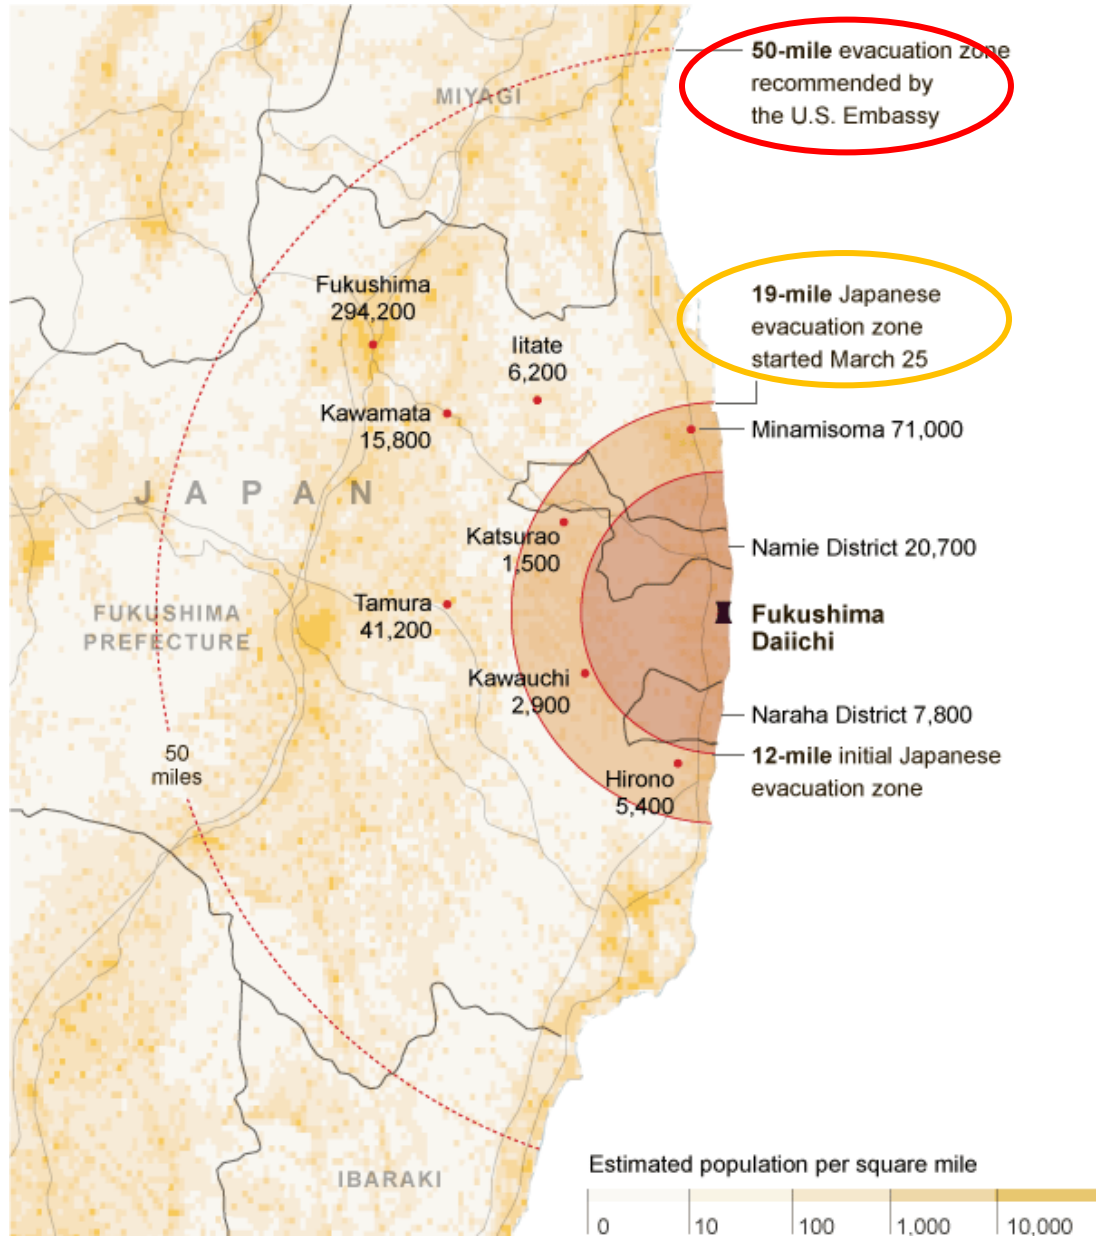 50-mile evacuation zone
recommended by
the U.S. Embassy
MIYAGI
19-mile Japanese
evacuation zone
started March 25
Fukushima
294,200
Iitate
6,200
Kawamata
15,800
Minamisoma 71,000
JAPAN
Katsurao
1,500
Namie District 20,700
Tamura
41,200
Fukushima
Daiichi
FUKUSHIMA
PREFECTURE
Kawauchi
2,900
Naraha District 7,800
50
miles
12-mile initial Japanese
evacuation zone
Hirono
5,400
IBARAKI
Estimated population per square mile
0 10 100 1,000 10,000